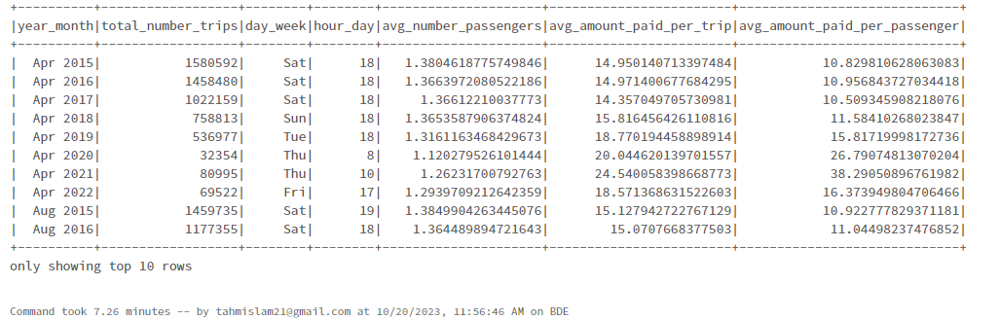 +----------+------------------+--------+--------+---------------------+-----------------------+----------------------------+
|year_month|total_number_trips|day_week|hour_day|avg_number_passengers|avg_amount_paid_per_trip|avg_amount_paid_per_passenger|
+----------+------------------+--------+--------+---------------------+-----------------------+----------------------------+
| Apr 2015| 1580592| Sat| 18| 1.3804618775749846| 14.950140713397484| 10.829810628063083|
| Apr 2016| 1458480| Sat| 18| 1.3663972080522186| 14.971400677684295| 10.956843727034418|
| Apr 2017| 1022159| Sat| 18| 1.36612210037773| 14.357049705730981| 10.509345908218076|
| Apr 2018| 758813| Sun| 18| 1.3653587906374824| 15.816456426110816| 11.58410268023847|
| Apr 2019| 536977| Tue| 18| 1.3161163468429673| 18.770194458898914| 15.81719998172736|
| Apr 2020| 32354| Thu| 8| 1.120279526101444| 20.044620139701557| 26.79074813070204|
| Apr 2021| 80995| Thu| 10| 1.26231700792763| 24.540058398668773| 38.29050896761982|
| Apr 2022| 69522| Fri| 17| 1.2939709212642359| 18.571368631522603| 16.373949804706466|
| Aug 2015| 1459735| Sat| 19| 1.3849904263445076| 15.127942722767129| 10.922777829371181|
| Aug 2016| 1177355| Sat| 18| 1.364489894721643| 15.0707668377503| 11.04498237476852|
+----------+------------------+--------+--------+---------------------+-----------------------+----------------------------+
only showing top 10 rows
Command took 7.26 minutes -- by tahmislam21@gmail.com at 10/20/2023, 11:56:46 AM on BDE